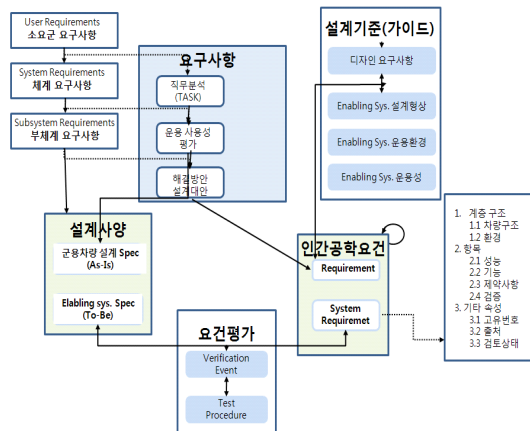 User Requirements
소요군 요구사항
System Requirements
체계 요구사항
Subsystem Requirements
부체계 요구사항
요구사항
직무분석
(TASK)
운용 사용성
평가
해결방안
설계대안
설계기준(가이드)
디자인 요구사항
Enabling Sys. 설계형상
Enabling Sys. 운용환경
Enabling Sys. 운용성
설계사양
군용차량 설계 Spec
(As-Is)
Elabling sys. Spec
(To-Be)
인간공학요건
Requirement
System
Requiremet
요건평가
Verification
Event
Test
Procedure
1. 계층 구조
1.1 차량구조
1.2 환경
2. 항목
2.1 성능
2.2 기능
2.3 제약사항
2.4 검증
3. 기타 속성
3.1 고유번호
3.2 출처
3.3 검토상태